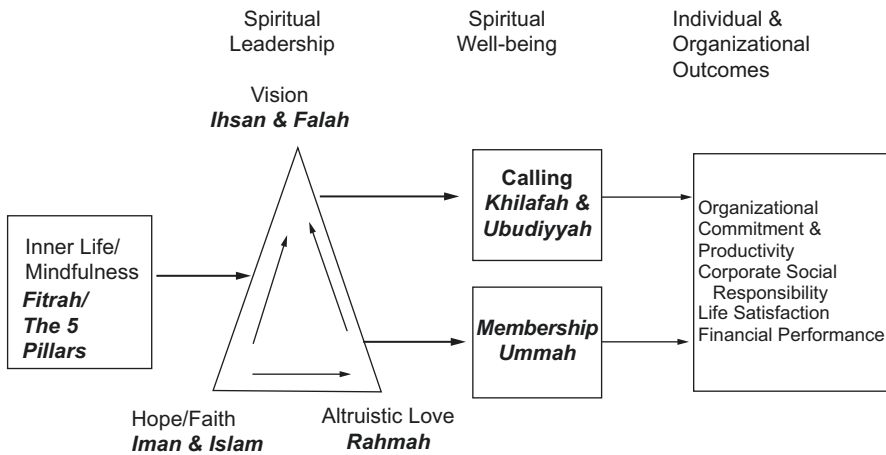 Spiritual
Leadership
Spiritual
Well-being
Individual &
Organizational
Outcomes
Vision
Ihsan & Falah
Inner Life/
Mindfulness
Fitrah/
The 5
Pillars
Hope/Faith
Iman & Islam
Altruistic Love
Rahmah
Calling
Khilafah &
Ubudiyyah
Membership
Ummah
Organizational
Commitment &
Productivity
Corporate Social
Responsibility
Life Satisfaction
Financial Performance